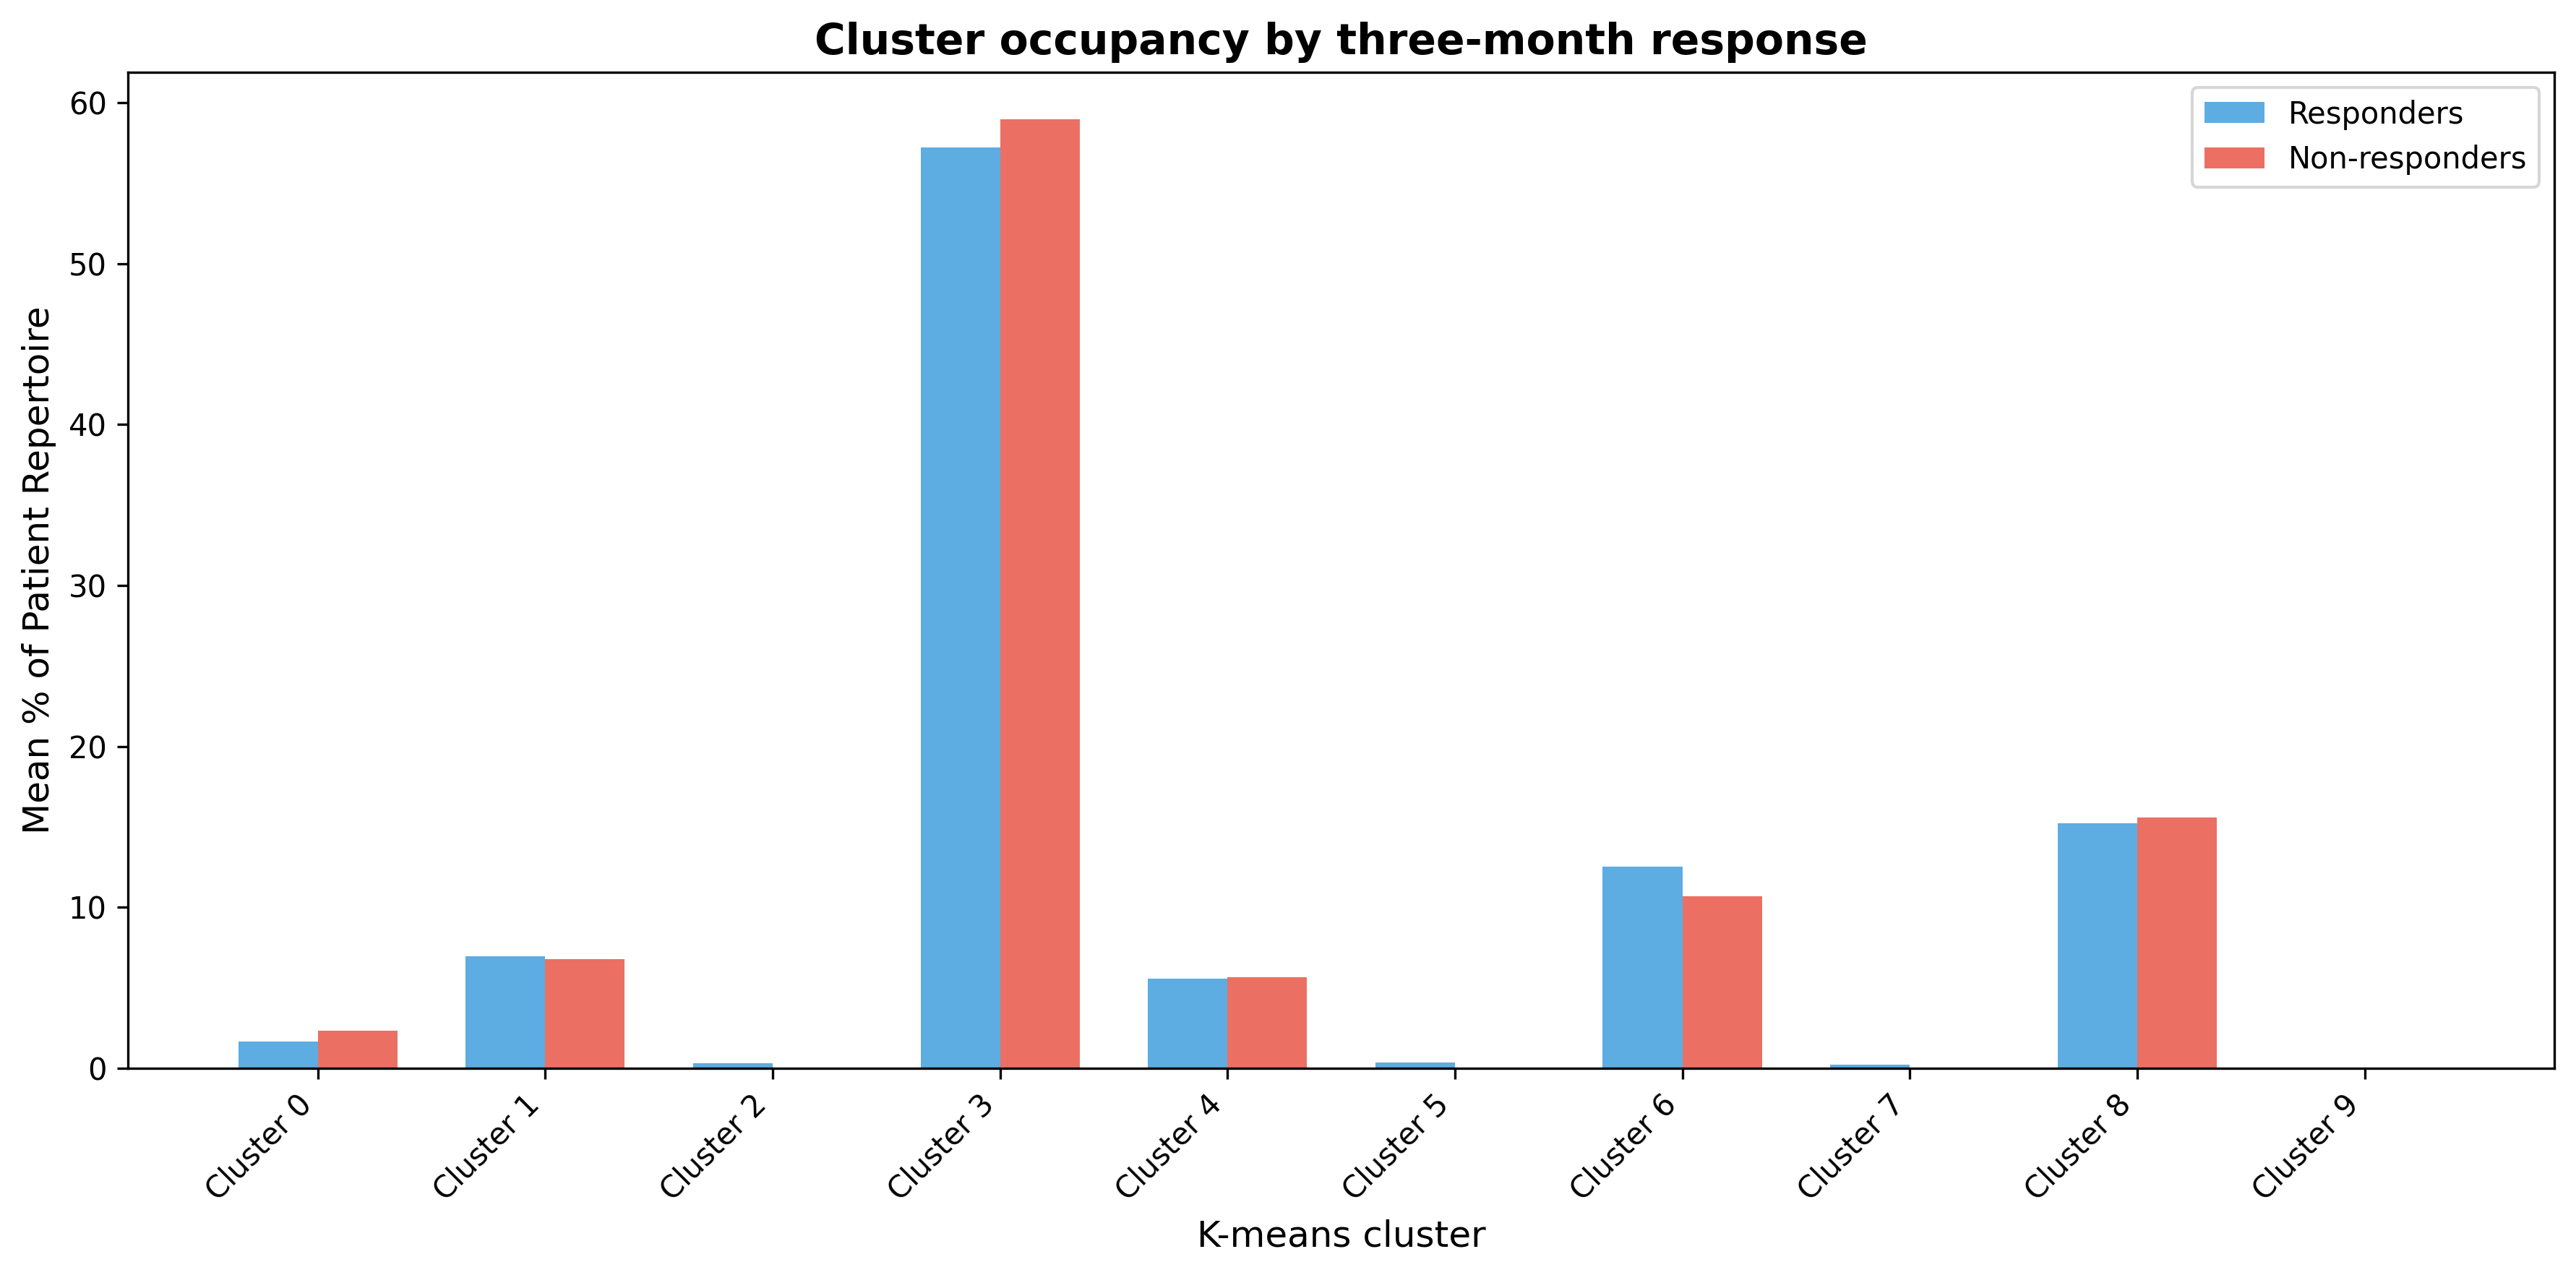 Cluster occupancy by three-month response
Responders
Non-responders
Mean % of Patient Repertoire
60
50
40
30
20
10
0
Cluster 0
Cluster 1
Cluster 2
Cluster 3
Cluster 4
Cluster 5
Cluster 6
Cluster 7
Cluster 8
Cluster 9
K-means cluster